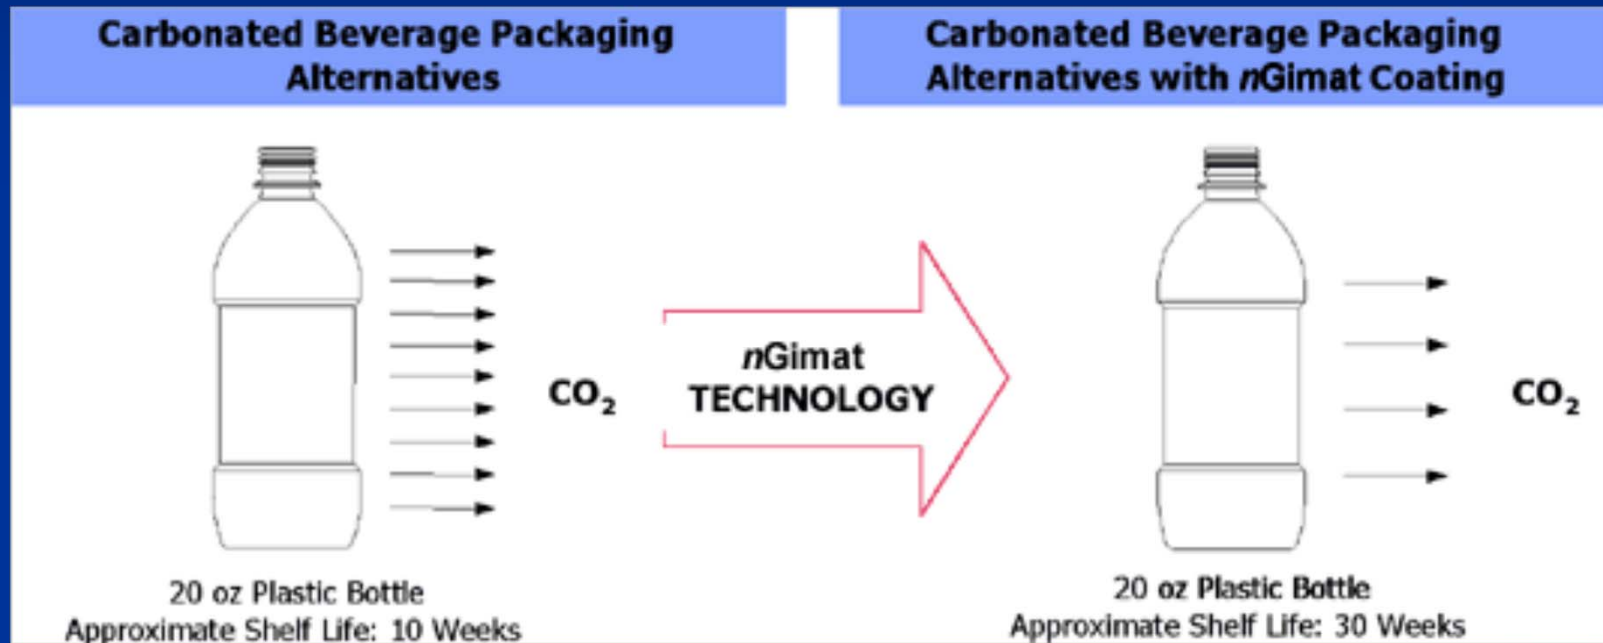 Carbonated Beverage Packaging
Alternatives
Carbonated Beverage Packaging
Alternatives with nGimat Coating
CO₂
nGimat
TECHNOLOGY
CO₂
20 oz Plastic Bottle
Approximate Shelf Life: 10 Weeks
20 oz Plastic Bottle
Approximate Shelf Life: 30 Weeks